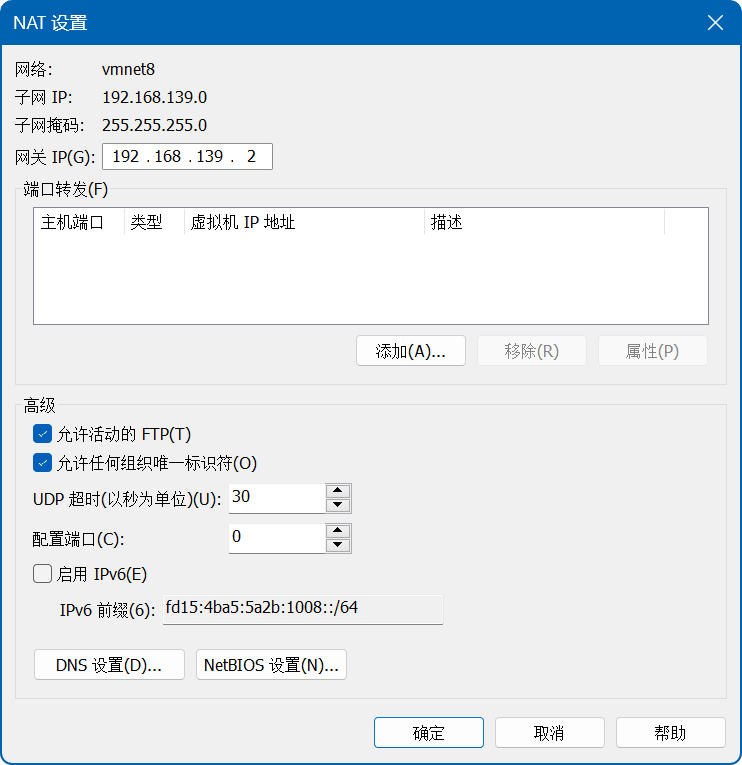 NAT 设置
网络: vmnet8
子网 IP: 192.168.139.0
子网掩码: 255.255.255.0
网关 IP(G): 192 . 168 . 139 . 2
端口转发(F)
主机端口 类型 虚拟机 IP 地址 描述
添加(A)... 移除(R) 属性(P)
高级
允许活动的 FTP(T)
允许任何组织唯一标识符(O)
UDP 超时(以秒为单位)(U): 30
配置端口(C): 0
启用 IPv6(E)
IPv6 前缀(6): fd15:4ba5:5a2b:1008::/64
DNS 设置(D)... NetBIOS 设置(N)...
确定 取消 帮助